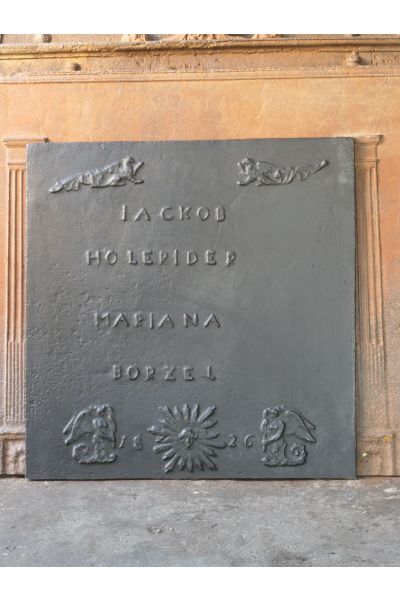 IACKOB
HOLERIDER
MARIANA
BORZEL
18 26